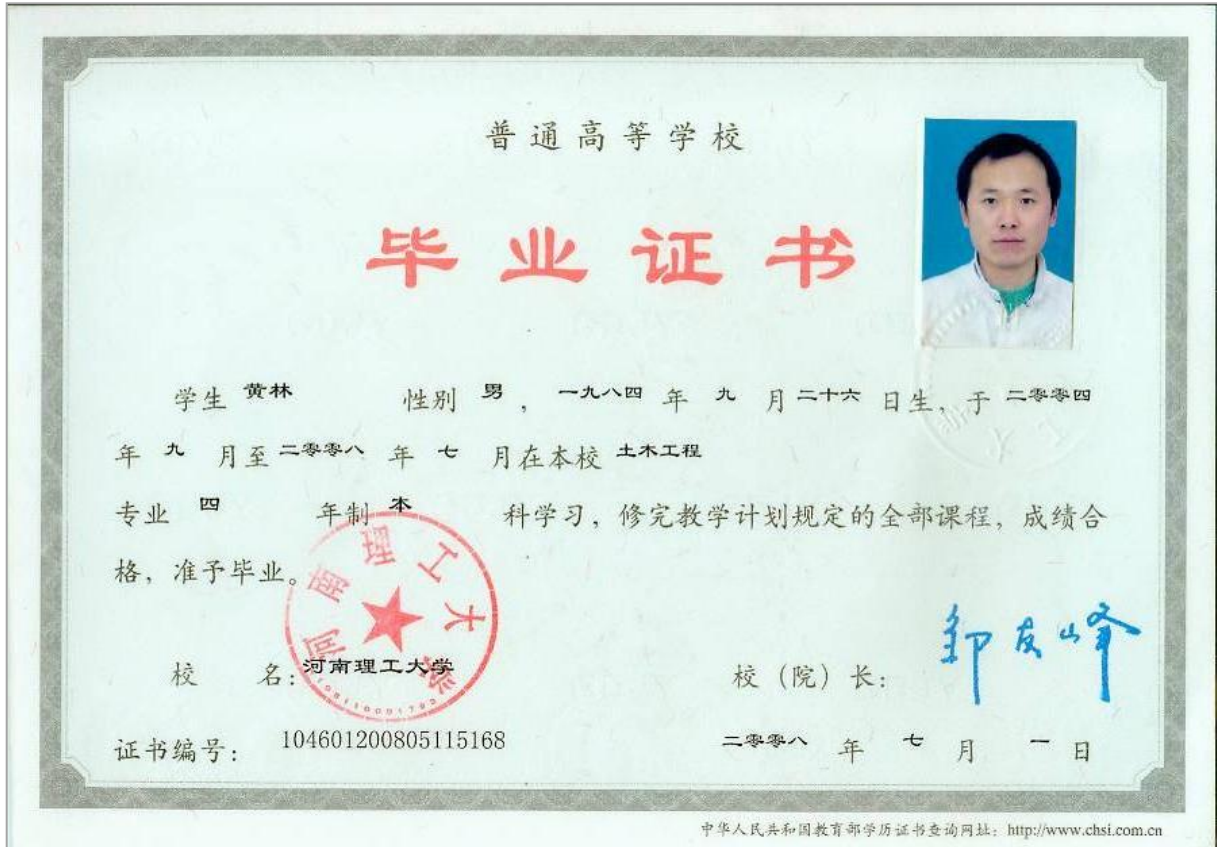 普通高等学校
毕业证书
学生 黄林 性别 男 , 一九八四 年 九 月 二十六 日生, 于 二零零四
年 九 月至 二零零八 年 七 月在本校 土木工程
专业 四 年制 本 科学习, 修完教学计划规定的全部课程, 成绩合
格, 准予毕业。
河南理工大学
校 名: 河南理工大学 校 (院) 长: 邹友峰
证书编号: 104601200805115168 二零零八 年 七 月 一 日
中华人民共和国教育部学历证书查询网址: http://www.chsi.com.cn